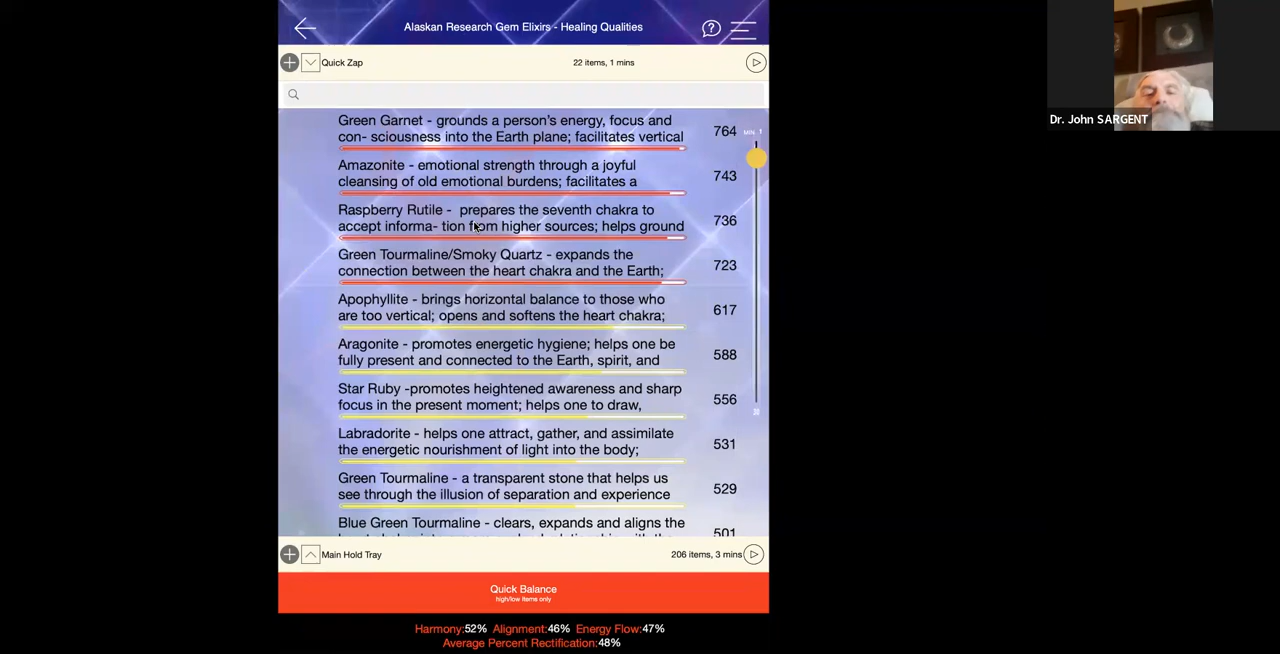 Alaskan Research Gem Elixirs - Healing Qualities
Quick Zap
22 items, 1 mins
Green Garnet - grounds a person's energy, focus and
con- sciousness into the Earth plane; facilitates vertical
764
MIN 1
Amazonite - emotional strength through a joyful
cleansing of old emotional burdens; facilitates a
743
Raspberry Rutile - prepares the seventh chakra to
accept informa- tion from higher sources; helps ground
736
Green Tourmaline/Smoky Quartz - expands the
connection between the heart chakra and the Earth;
723
Apophyllite - brings horizontal balance to those who
are too vertical; opens and softens the heart chakra;
617
Aragonite - promotes energetic hygiene; helps one be
fully present and connected to the Earth, spirit, and
588
Star Ruby -promotes heightened awareness and sharp
focus in the present moment; helps one to draw,
556
Labradorite - helps one attract, gather, and assimilate
the energetic nourishment of light into the body;
531
Green Tourmaline - a transparent stone that helps us
see through the illusion of separation and experience
529
Blue Green Tourmaline - clears, expands and aligns the
501
Main Hold Tray
206 items, 3 mins
Quick Balance
high/low items only
Harmony:52% Alignment:46% Energy Flow:47%
Average Percent Rectification:48%
Dr. John SARGENT